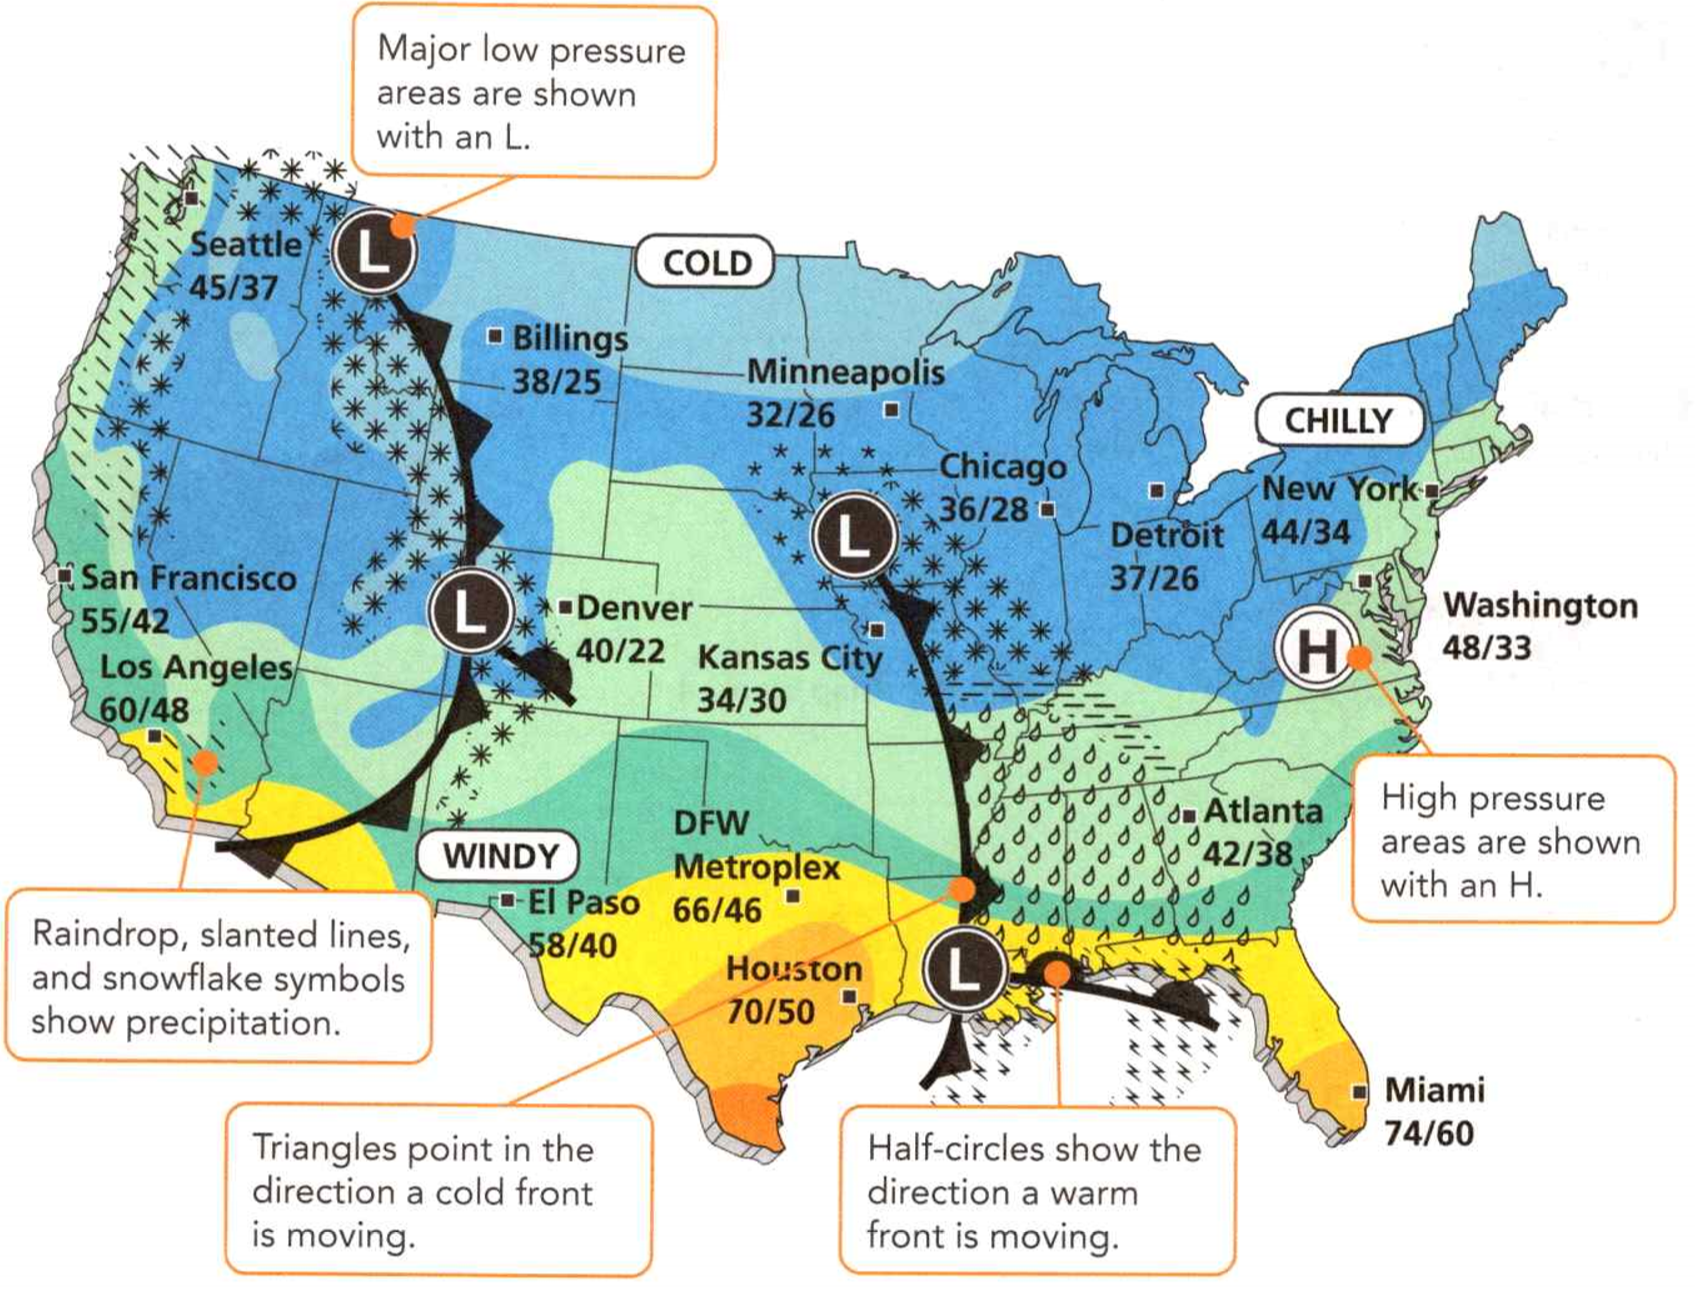 Major low pressure
areas are shown
with an L.
L
COLD
Seattle
45/37
Billings
38/25
Minneapolis
32/26
CHILLY
Chicago
36/28
New York
44/34
Detroit
37/26
L
San Francisco
55/42
L
Denver
40/22
Kansas City
34/30
H
Washington
48/33
Los Angeles
60/48
High pressure
areas are shown
with an H.
Atlanta
42/38
WINDY
DFW
Metroplex
66/46
El Paso
58/40
Houston
70/50
L
Raindrop, slanted lines,
and snowflake symbols
show precipitation.
Miami
74/60
Triangles point in the
direction a cold front
is moving.
Half-circles show the
direction a warm
front is moving.